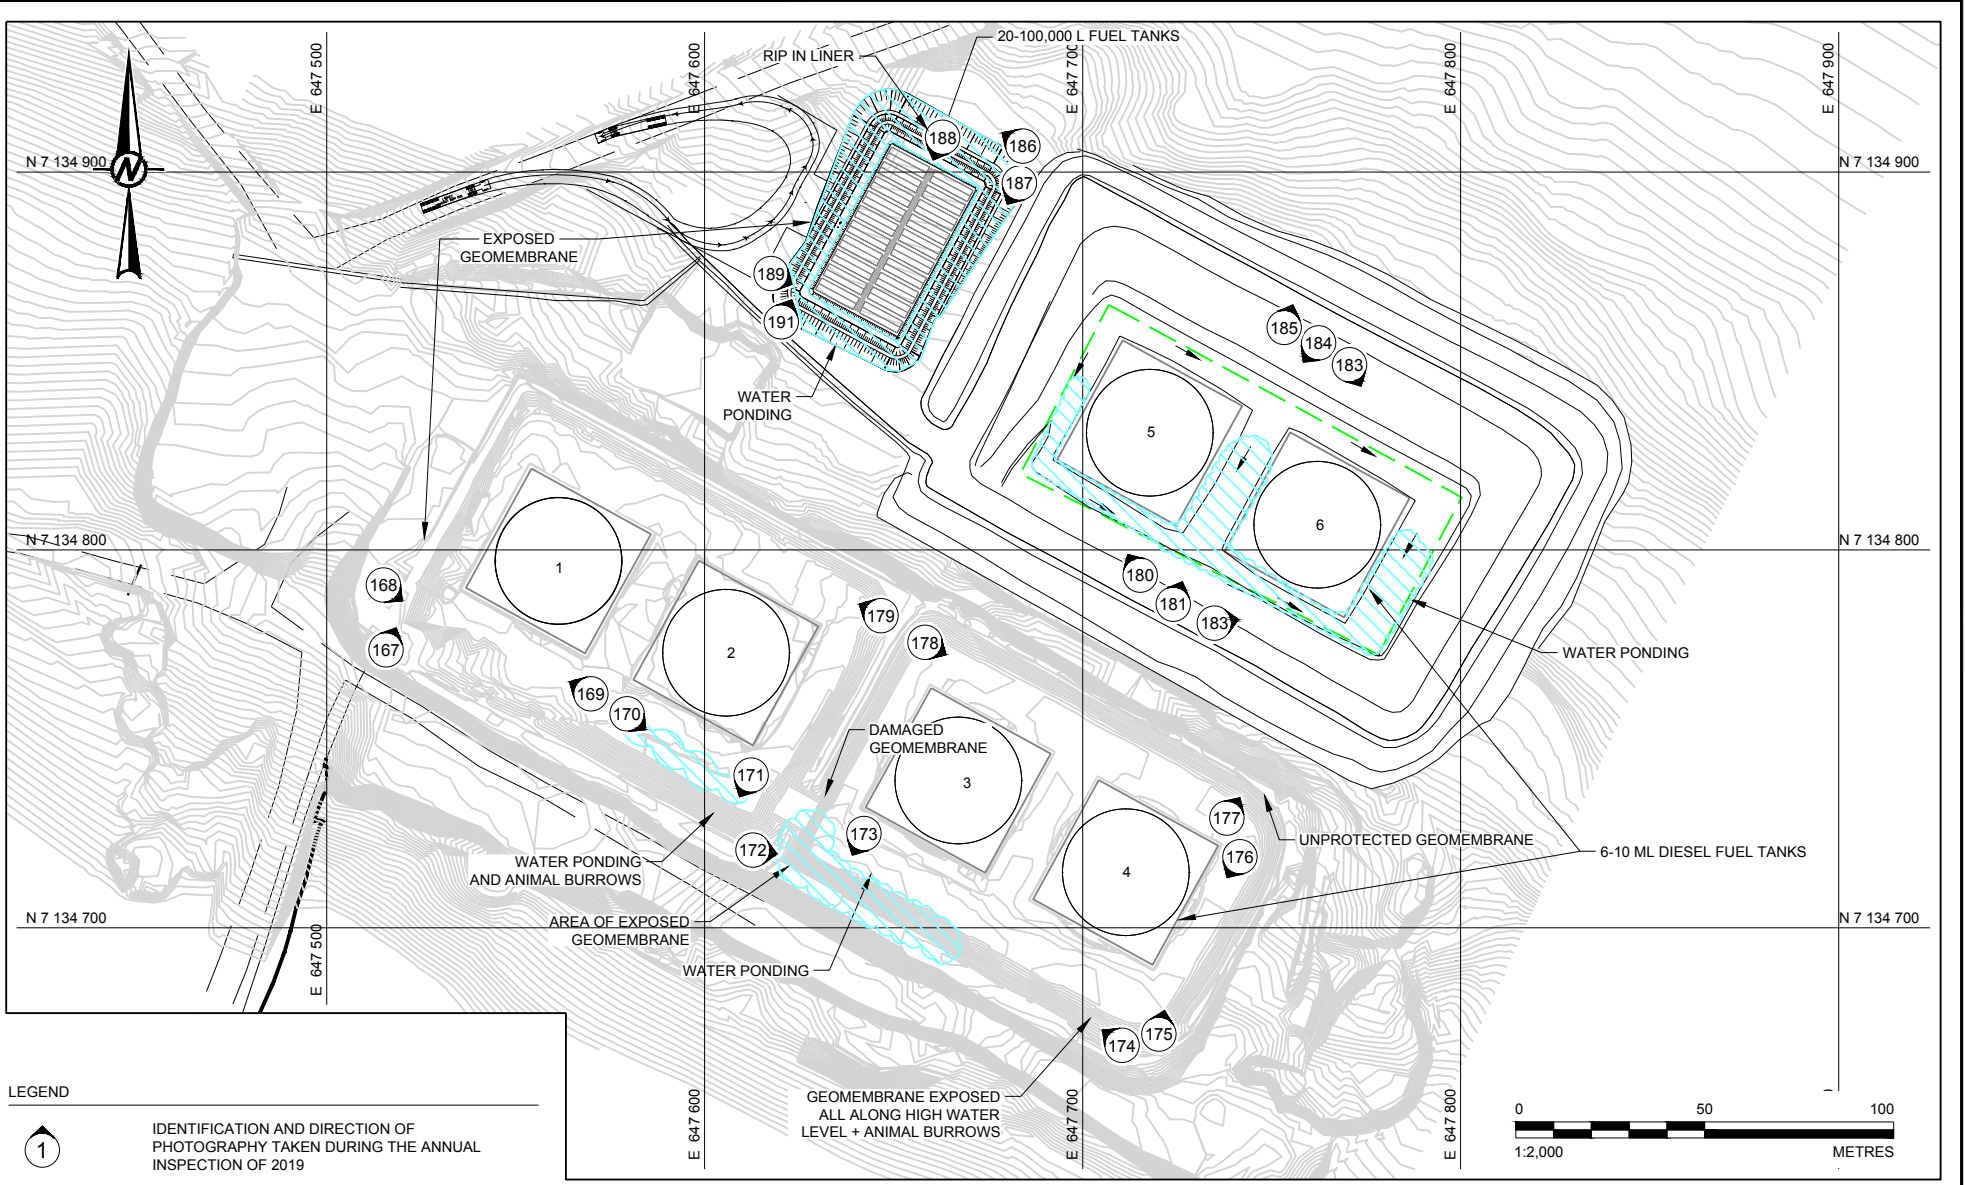 20-100,000 L FUEL TANKS
RIP IN LINER
E 647 500
E 647 600
E 647 700
E 647 800
E 647 900
N 7 134 900
N
N 7 134 900
188
186
187
EXPOSED
GEOMEMBRANE
189
191
185
184
183
WATER
PONDING
5
6
N 7 134 800
N 7 134 800
1
168
180
181
183
179
178
167
2
WATER PONDING
169
170
DAMAGED
GEOMEMBRANE
171
3
177
UNPROTECTED GEOMEMBRANE
173
172
176
6-10 ML DIESEL FUEL TANKS
WATER PONDING
AND ANIMAL BURROWS
4
N 7 134 700
N 7 134 700
AREA OF EXPOSED
GEOMEMBRANE
WATER PONDING
E 647 500
175
174
GEOMEMBRANE EXPOSED
ALL ALONG HIGH WATER
LEVEL + ANIMAL BURROWS
E 647 600
E 647 700
E 647 800
LEGEND
1
IDENTIFICATION AND DIRECTION OF
PHOTOGRAPHY TAKEN DURING THE ANNUAL
INSPECTION OF 2019
0 50 100
1:2,000 METRES